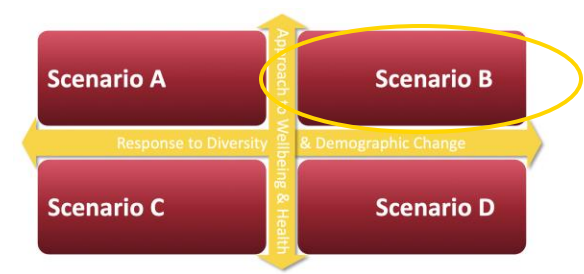 Scenario A
Scenario B
Approach to Wellbeing & Health
Response to Diversity & Demographic Change
Scenario C
Scenario D